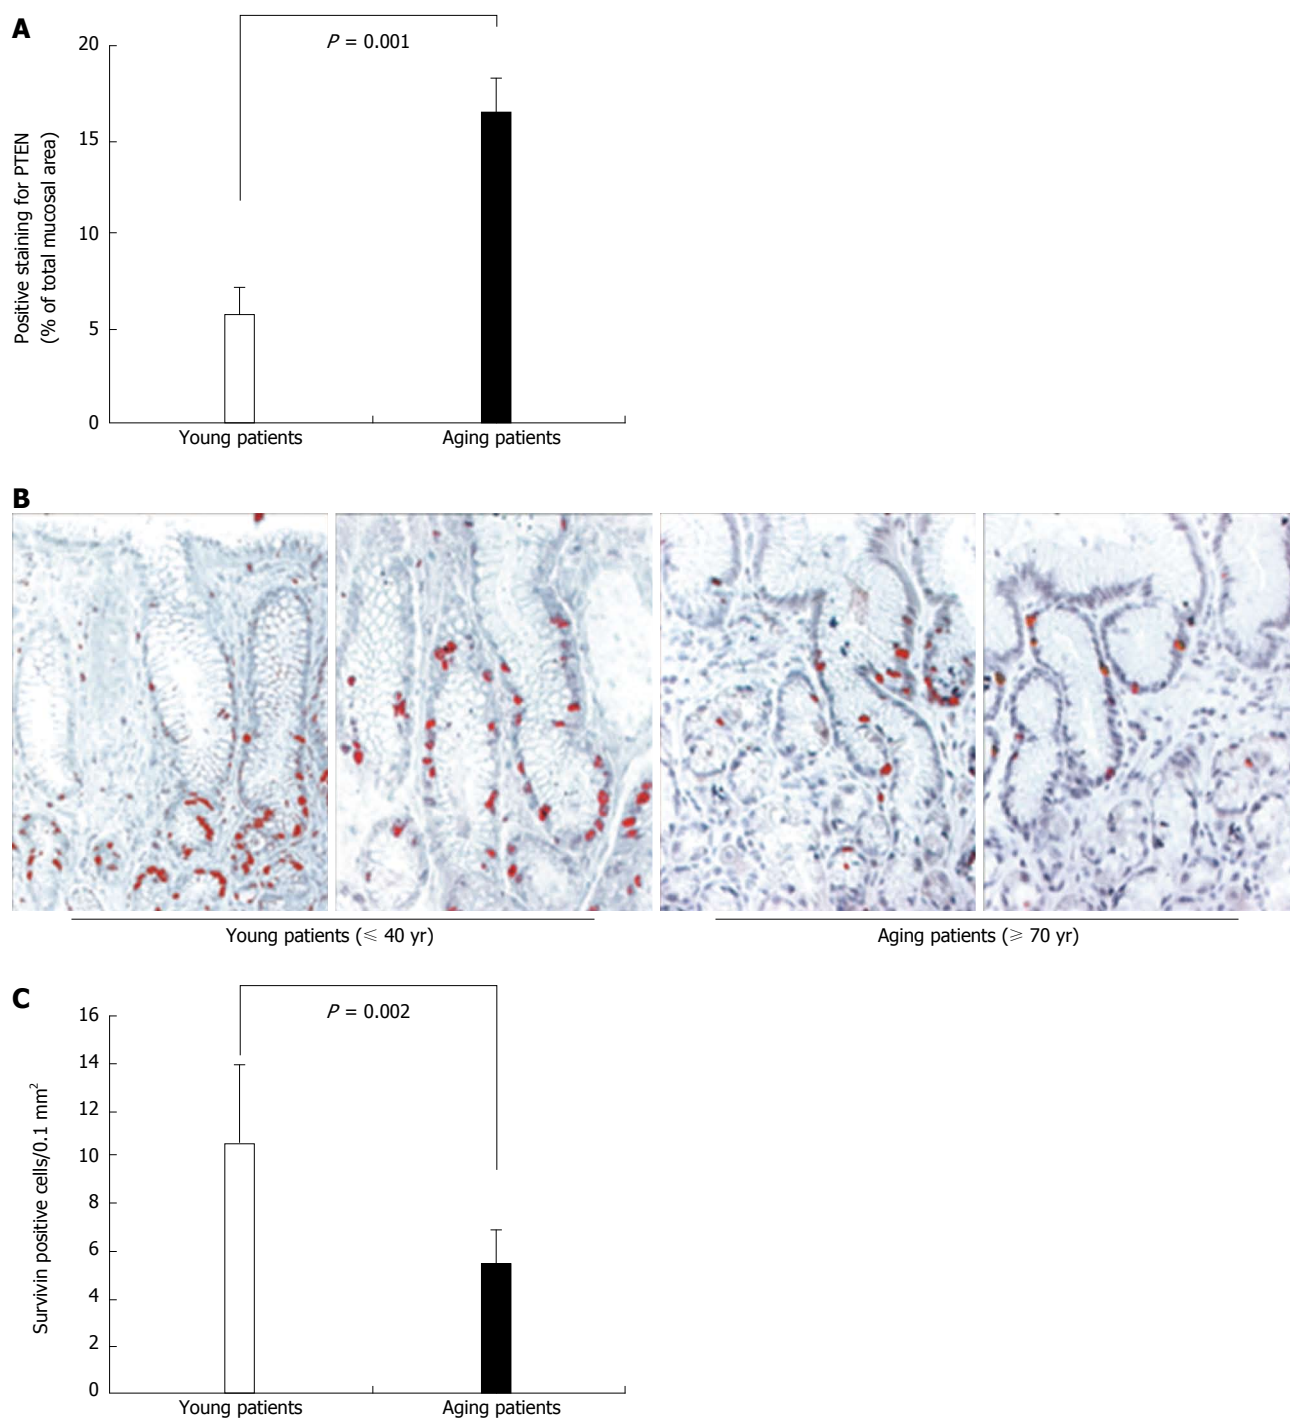 A
P = 0.001
20
15
10
5
0
Positive staining for PTEN
(% of total mucosal area)
Young patients
Aging patients
B
Young patients (≤ 40 yr)
Aging patients (≥ 70 yr)
C
P = 0.002
16
14
12
10
8
6
4
2
0
Survivin positive cells/0.1 mm²
Young patients
Aging patients